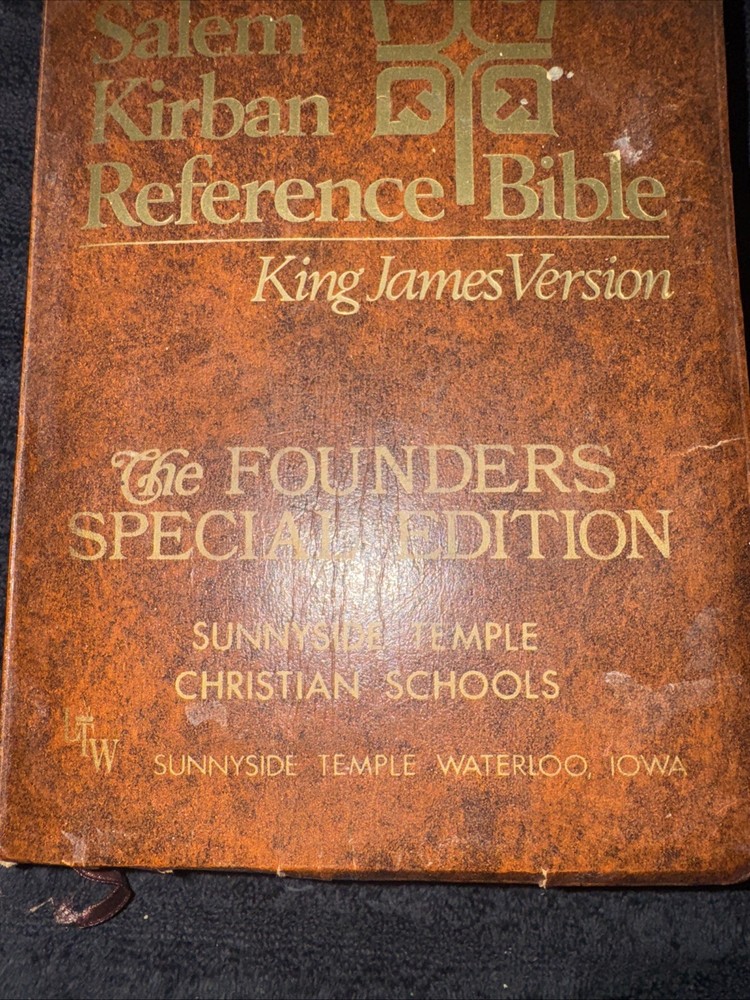 Salem
Kirban
Reference Bible
King James Version
The FOUNDERS
SPECIAL EDITION
SUNNYSIDE TEMPLE
CHRISTIAN SCHOOLS
LTW
SUNNYSIDE TEMPLE WATERLOO, IOWA